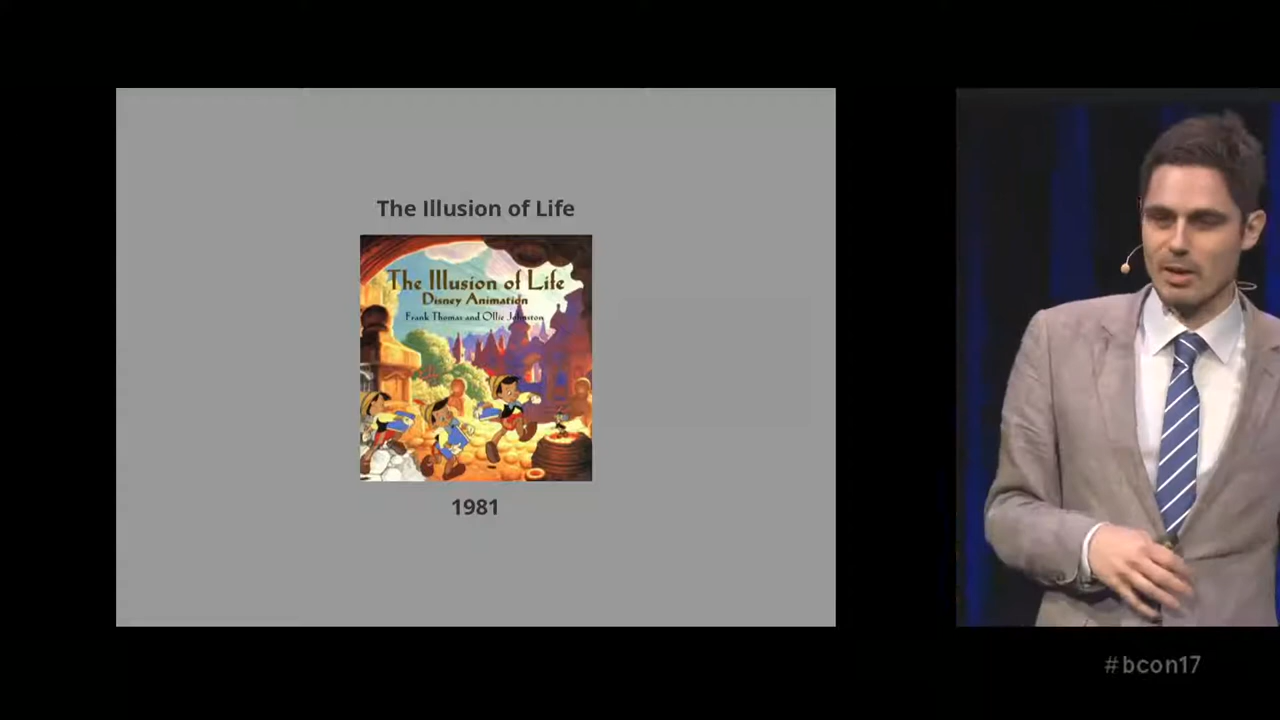 The Illusion of Life
The Illusion of Life
Disney Animation
Frank Thomas and Ollie Johnston
1981
#bcon17